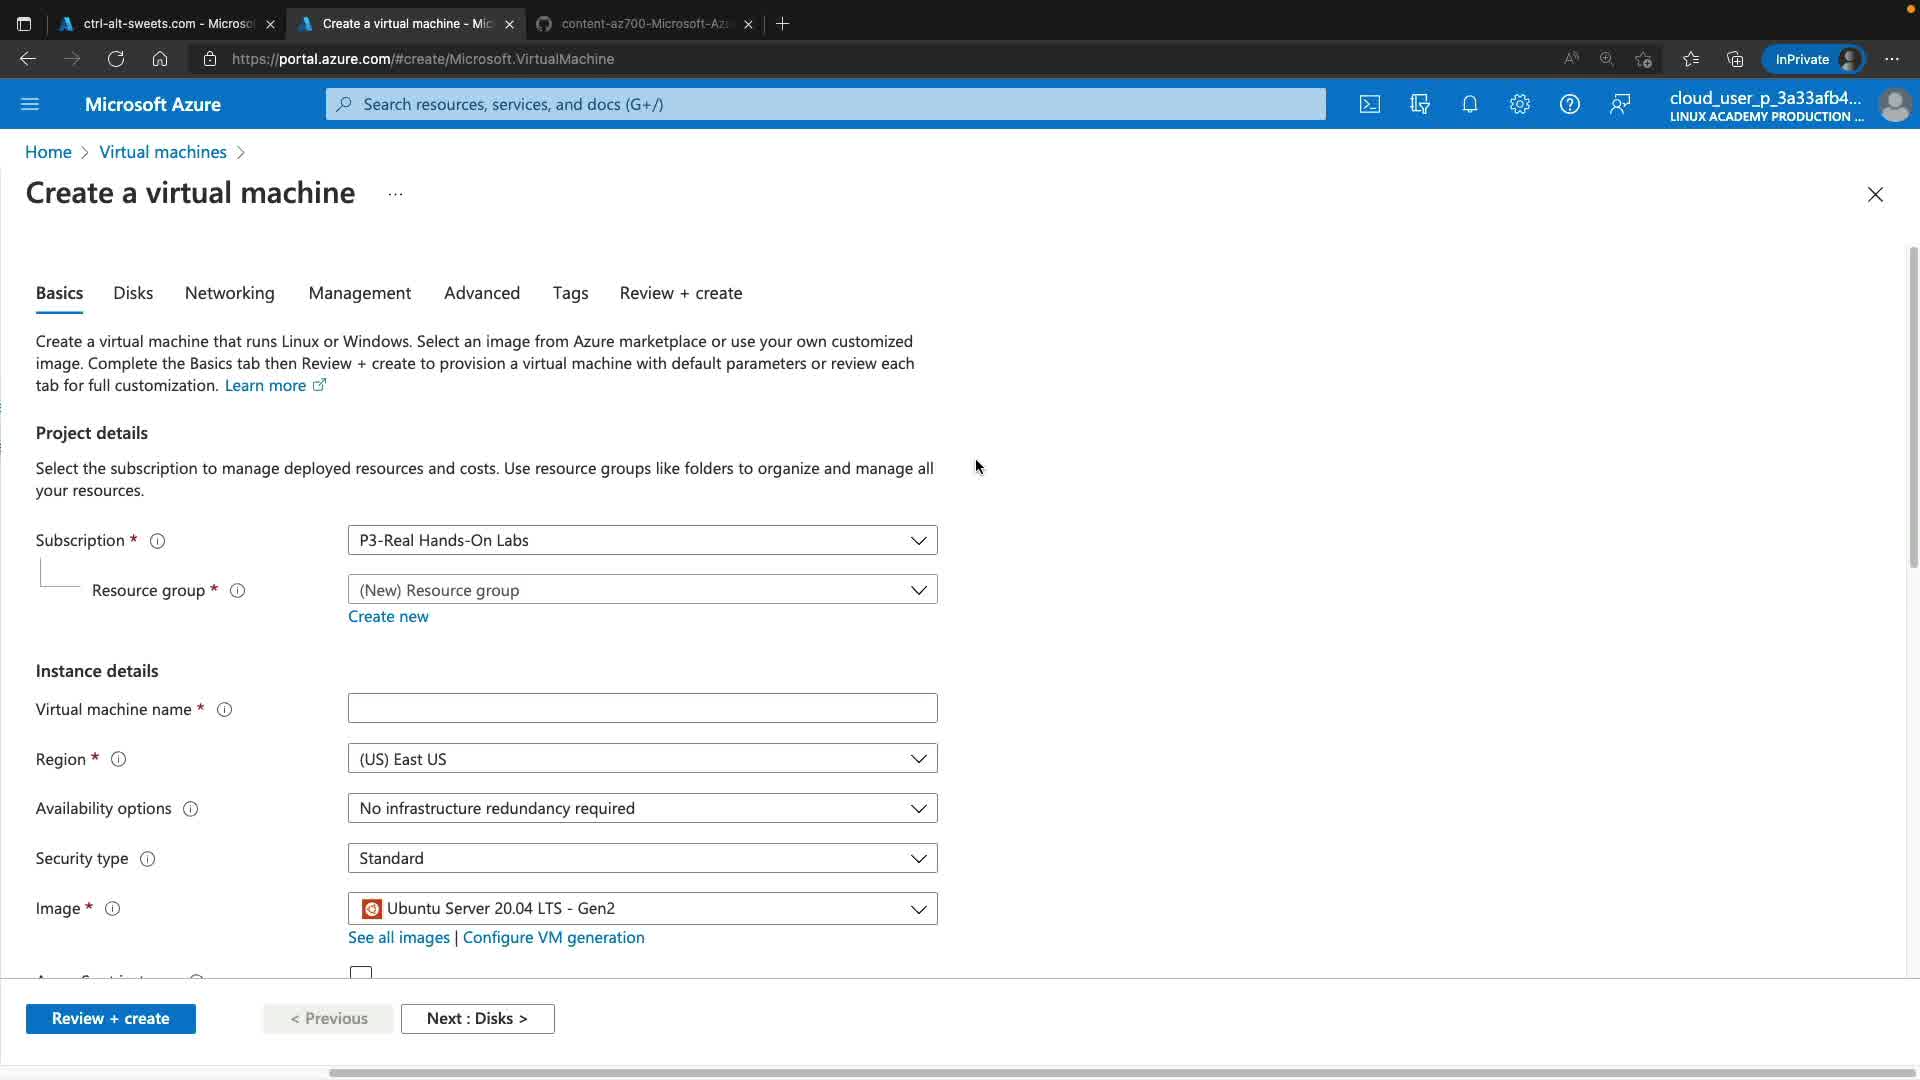 ctrl-alt-sweets.com - Microso
Create a virtual machine - Mic
content-az700-Microsoft-Az
https://portal.azure.com/#create/Microsoft.VirtualMachine
InPrivate
Microsoft Azure
Search resources, services, and docs (G+/)
cloud_user_p_3a33afb4...
LINUX ACADEMY PRODUCTION ...
Home > Virtual machines >
Create a virtual machine ...
Basics Disks Networking Management Advanced Tags Review + create
Create a virtual machine that runs Linux or Windows. Select an image from Azure marketplace or use your own customized
image. Complete the Basics tab then Review + create to provision a virtual machine with default parameters or review each
tab for full customization. Learn more
Project details
Select the subscription to manage deployed resources and costs. Use resource groups like folders to organize and manage all
your resources.
Subscription * P3-Real Hands-On Labs
Resource group * (New) Resource group
Create new
Instance details
Virtual machine name *
Region * (US) East US
Availability options No infrastructure redundancy required
Security type Standard
Image * Ubuntu Server 20.04 LTS - Gen2
See all images | Configure VM generation
Review + create < Previous Next : Disks >